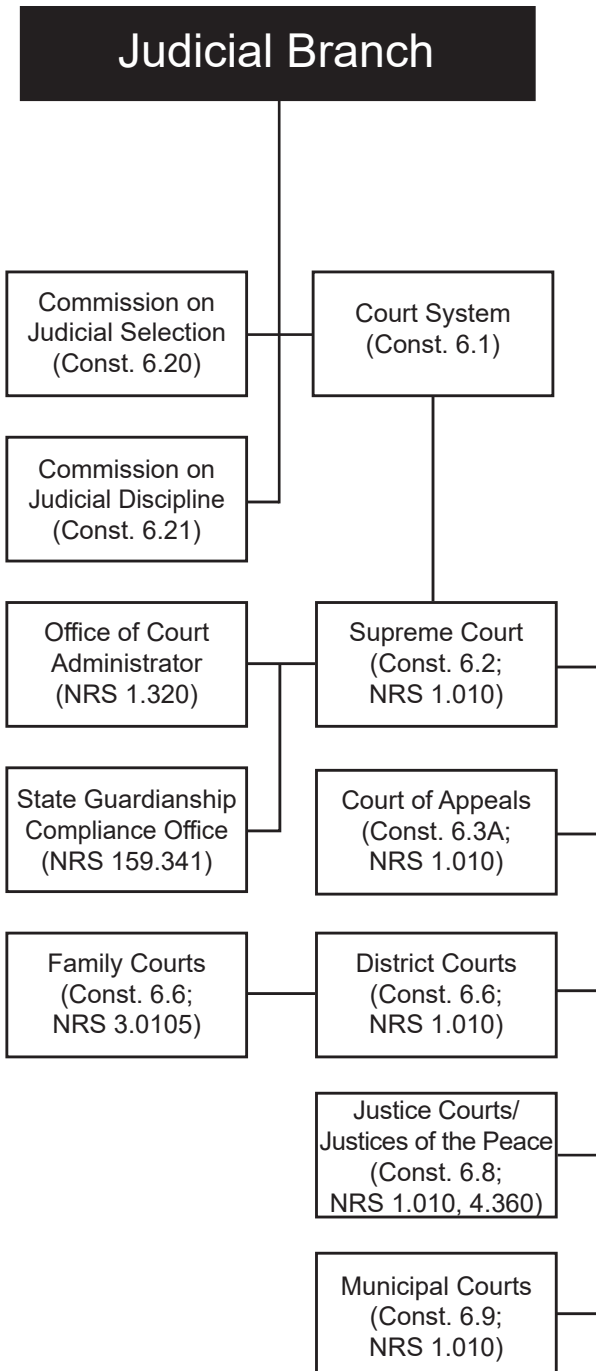 Judicial Branch
Commission on
Judicial Selection
(Const. 6.20)
Court System
(Const. 6.1)
Commission on
Judicial Discipline
(Const. 6.21)
Office of Court
Administrator
(NRS 1.320)
Supreme Court
(Const. 6.2;
NRS 1.010)
State Guardianship
Compliance Office
(NRS 159.341)
Court of Appeals
(Const. 6.3A;
NRS 1.010)
Family Courts
(Const. 6.6;
NRS 3.0105)
District Courts
(Const. 6.6;
NRS 1.010)
Justice Courts/
Justices of the Peace
(Const. 6.8;
NRS 1.010, 4.360)
Municipal Courts
(Const. 6.9;
NRS 1.010)